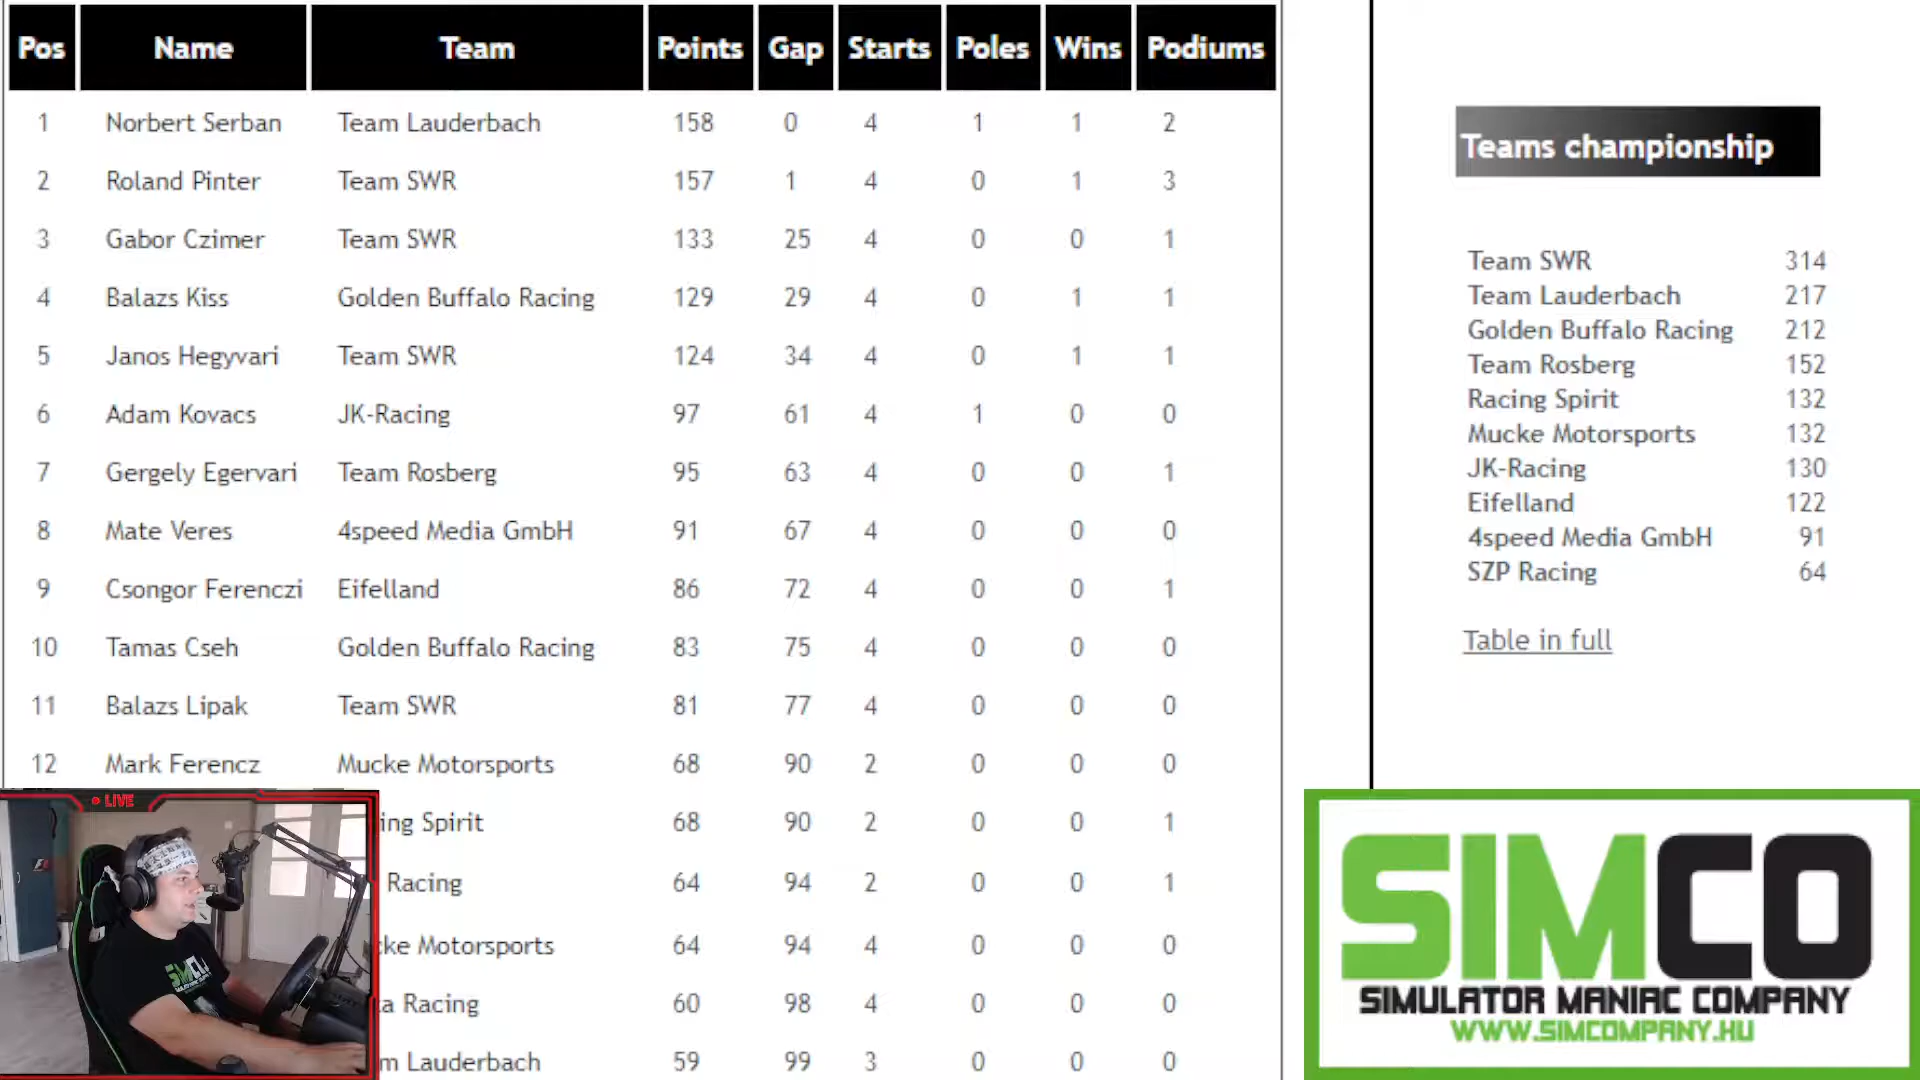 Pos Name Team Points Gap Starts Poles Wins Podiums
1 Norbert Serban Team Lauderbach 158 0 4 1 1 2
2 Roland Pinter Team SWR 157 1 4 0 1 3
3 Gabor Czimer Team SWR 133 25 4 0 0 1
4 Balazs Kiss Golden Buffalo Racing 129 29 4 0 1 1
5 Janos Hegyvari Team SWR 124 34 4 0 1 1
6 Adam Kovacs JK-Racing 97 61 4 1 0 0
7 Gergely Egervari Team Rosberg 95 63 4 0 0 1
8 Mate Veres 4speed Media GmbH 91 67 4 0 0 0
9 Csongor Ferenczi Eifelland 86 72 4 0 0 1
10 Tamas Cseh Golden Buffalo Racing 83 75 4 0 0 0
11 Balazs Lipak Team SWR 81 77 4 0 0 0
12 Mark Ferencz Mucke Motorsports 68 90 2 0 0 0
ing Spirit 68 90 2 0 0 1
Racing 64 94 2 0 0 1
cke Motorsports 64 94 4 0 0 0
a Racing 60 98 4 0 0 0
m Lauderbach 59 99 3 0 0 0
Teams championship
Team SWR 314
Team Lauderbach 217
Golden Buffalo Racing 212
Team Rosberg 152
Racing Spirit 132
Mucke Motorsports 132
JK-Racing 130
Eifelland 122
4speed Media GmbH 91
SZP Racing 64
Table in full
LIVE
SIMCO
SIMULATOR MANIAC COMPANY
WWW.SIMCOMPANY.HU